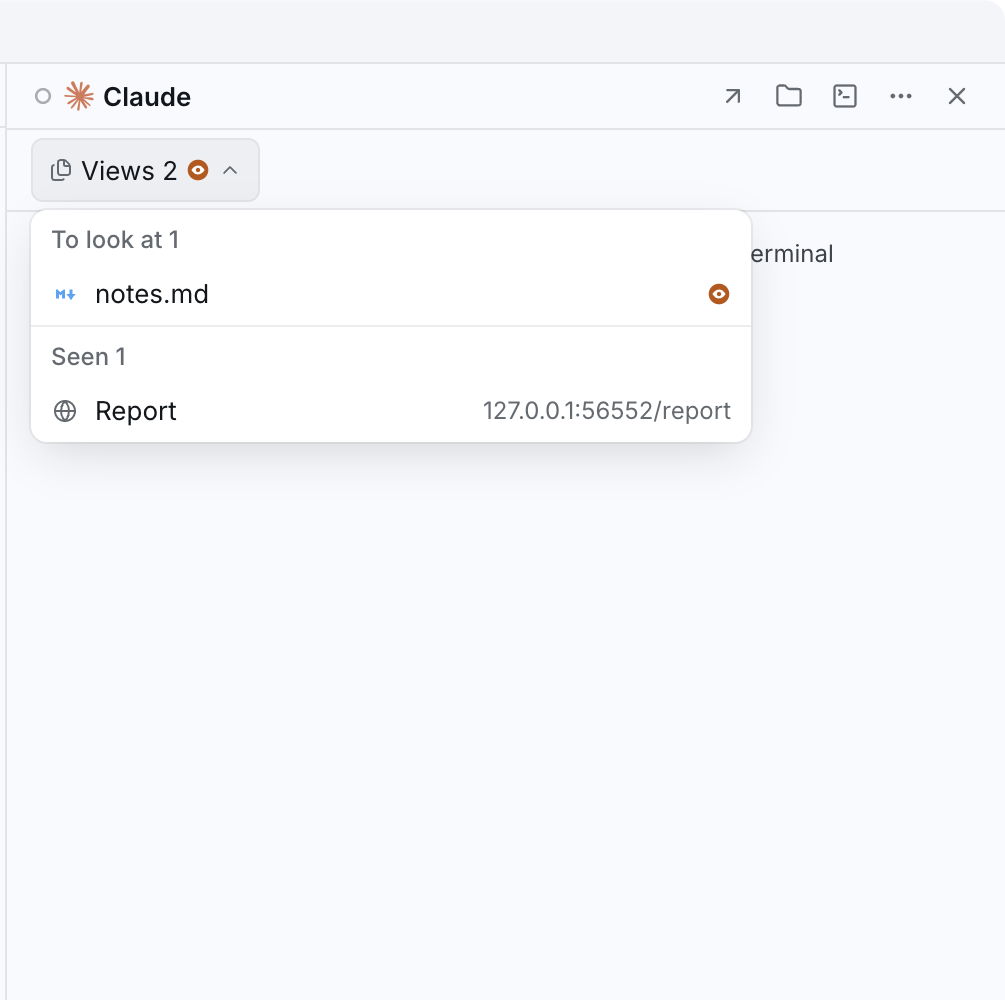 Claude
Views 2
To look at 1
erminal
notes.md
Seen 1
Report 127.0.0.1:56552/report